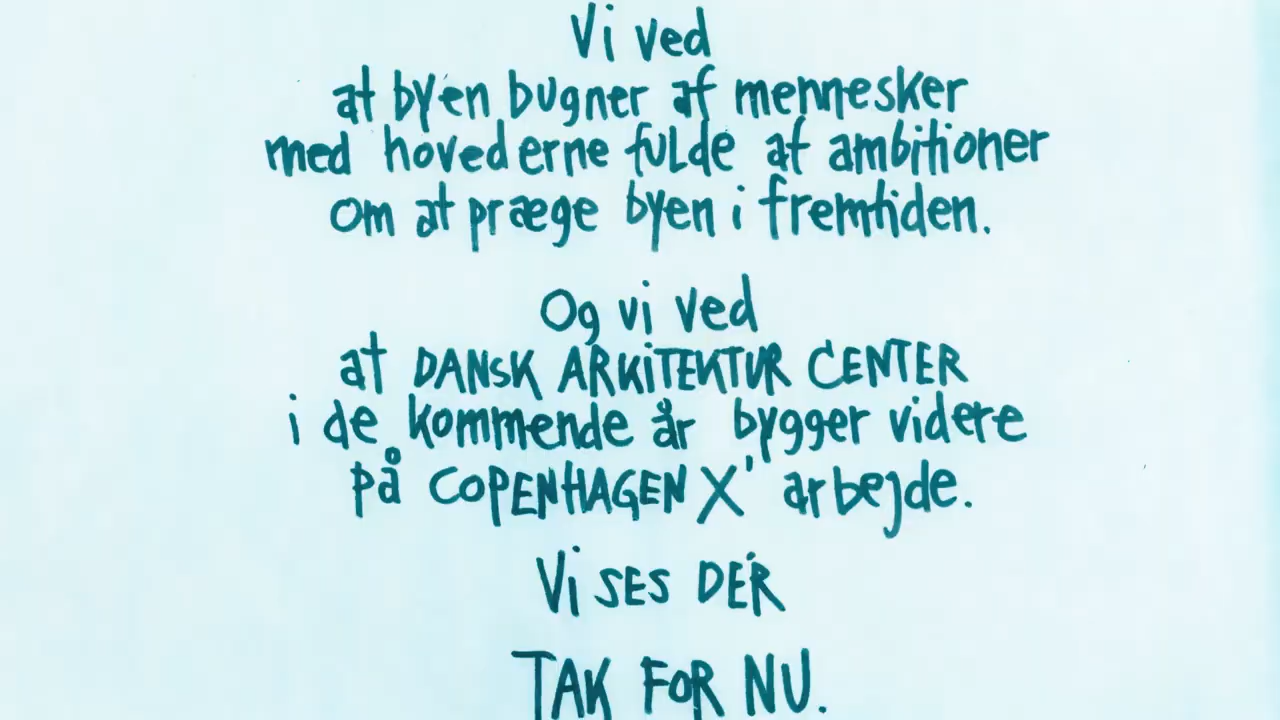 Vi ved
at byen bugner af mennesker
med hovederne fulde af ambitioner
om at præge byen i fremtiden.
Og vi ved
at DANSK ARKiTEKTUR CENTER
i de kommende år bygger videre
på COPENHAGEN X' arbejde.
Vi SES DÉR
TAK FOR NU.